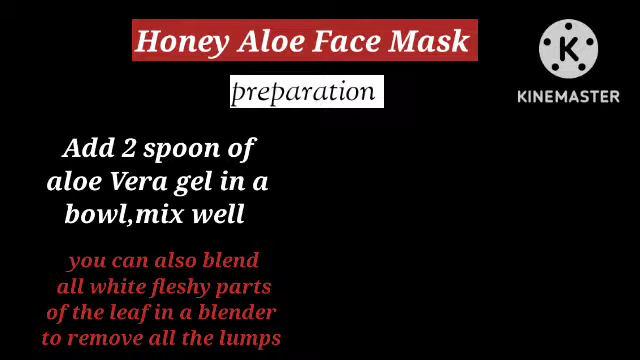 Honey Aloe Face Mask
K
KINEMASTER
preparation
Add 2 spoon of
aloe Vera gel in a
bowl,mix well
you can also blend
all white fleshy parts
of the leaf in a blender
to remove all the lumps